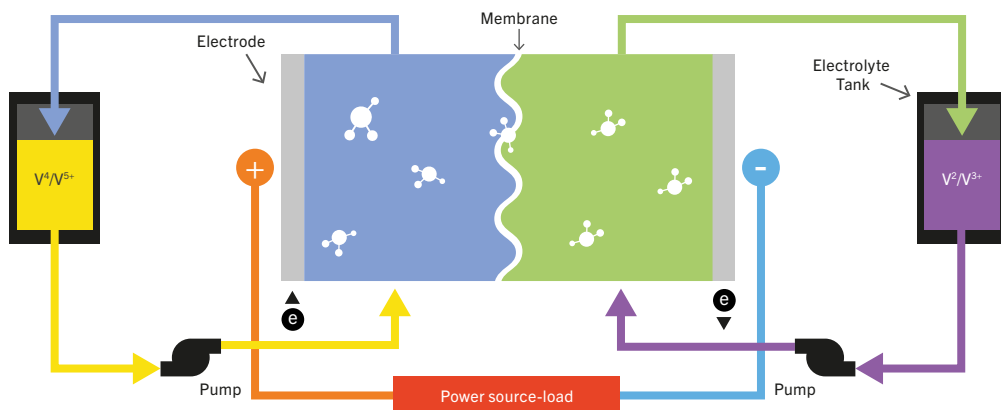 Membrane
Electrode
Electrolyte
Tank
+
-
V⁴/V⁵⁺
V²/V³⁺
e
e
Pump
Power source-load
Pump